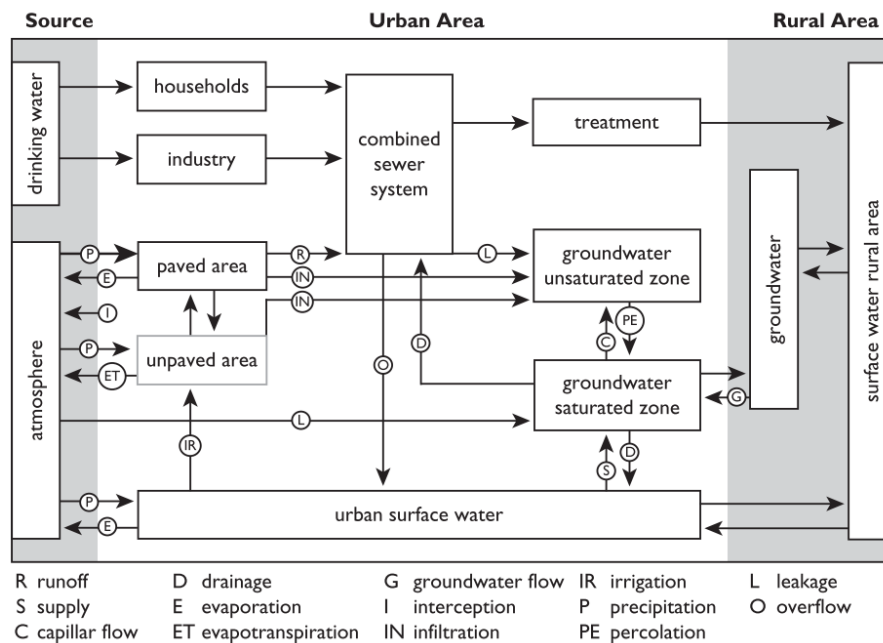 Source Urban Area Rural Area
drinking water
households
industry
combined
sewer
system
treatment
atmosphere
P
E
I
P
ET
paved area
unpaved area
R
IN
IN
L
groundwater
unsaturated zone
C
PE
D
O
groundwater
saturated zone
G
groundwater
surface water rural area
L
IR
S
D
P
E
urban surface water
R runoff D drainage G groundwater flow IR irrigation L leakage
S supply E evaporation I interception P precipitation O overflow
C capillar flow ET evapotranspiration IN infiltration PE percolation